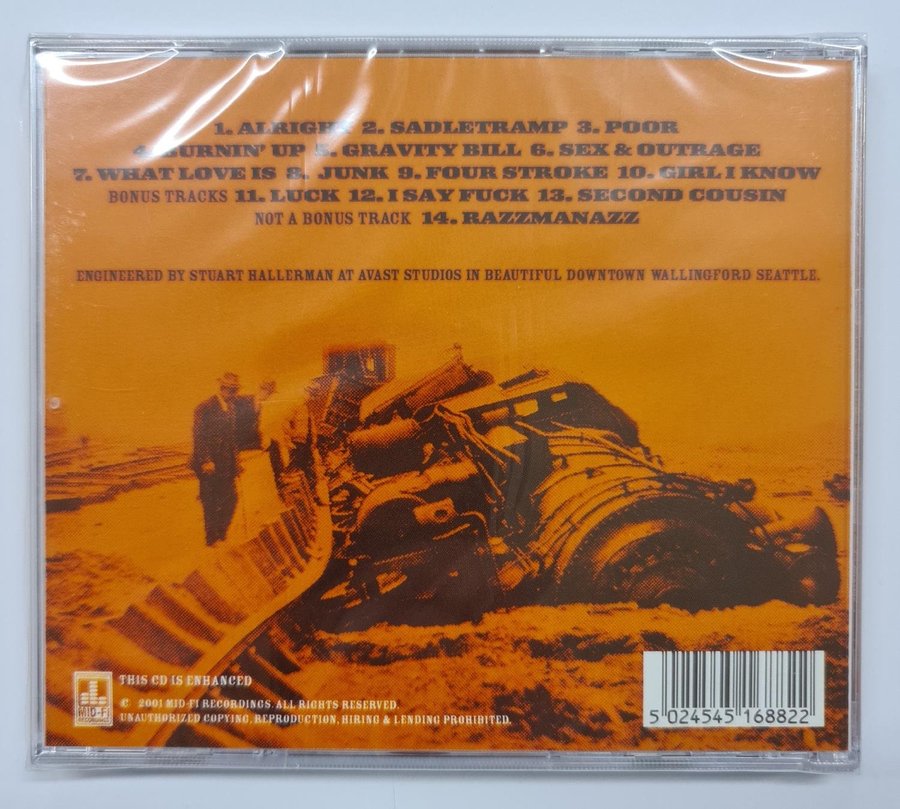 1. ALRIGHT 2. SADLETRAMP 3. POOR
4. BURNIN' UP 5. GRAVITY BILL 6. SEX & OUTRAGE
7. WHAT LOVE IS 8. JUNK 9. FOUR STROKE 10. GIRL I KNOW
BONUS TRACKS 11. LUCK 12. I SAY FUCK 13. SECOND COUSIN
NOT A BONUS TRACK 14. RAZZMANAZZ
ENGINEERED BY STUART HALLERMAN AT AVAST STUDIOS IN BEAUTIFUL DOWNTOWN WALLINGFORD SEATTLE.
THIS CD IS ENHANCED
MID-FI
RECORDINGS
© 2001 MID-FI RECORDINGS. ALL RIGHTS RESERVED.
UNAUTHORIZED COPYING, REPRODUCTION, HIRING & LENDING PROHIBITED.
5 024545 168822